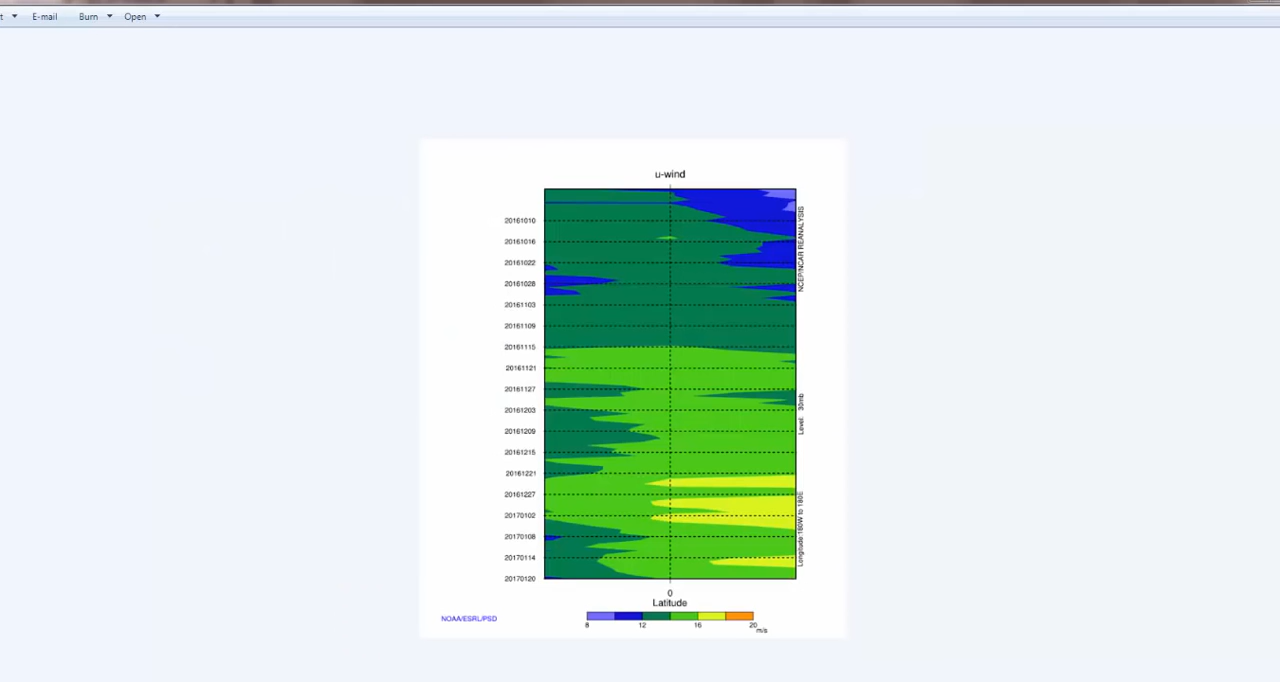 t E-mail Burn Open
u-wind
20161010
20161016
20161022
20161028
20161103
20161109
20161115
20161121
20161127
20161203
20161209
20161215
20161221
20161227
20170102
20170108
20170114
20170120
NCEP/NCAR REANALYSIS
Level: 30mb
Longitude:180W to 180E
0
Latitude
NOAA/ESRL/PSD
8 12 16 20
m/s